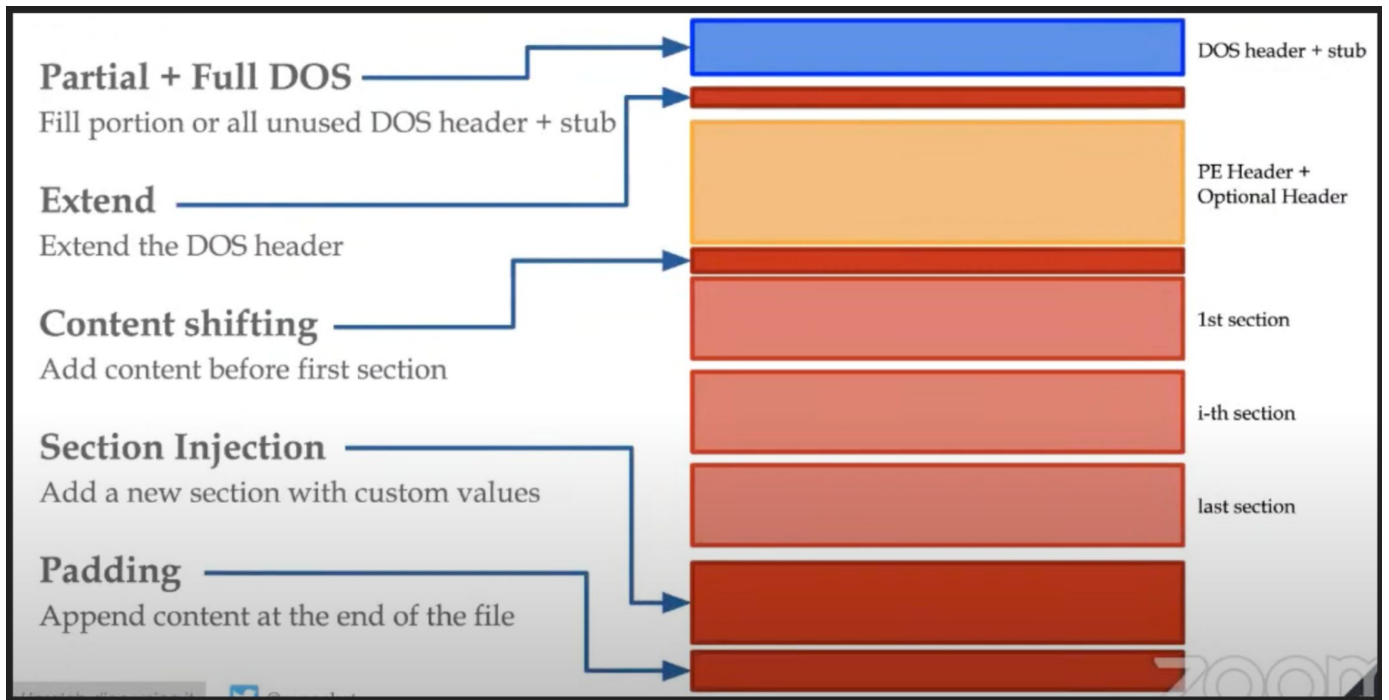 Partial + Full DOS
Fill portion or all unused DOS header + stub
Extend
Extend the DOS header
Content shifting
Add content before first section
Section Injection
Add a new section with custom values
Padding
Append content at the end of the file
DOS header + stub
PE Header +
Optional Header
1st section
i-th section
last section
zoom